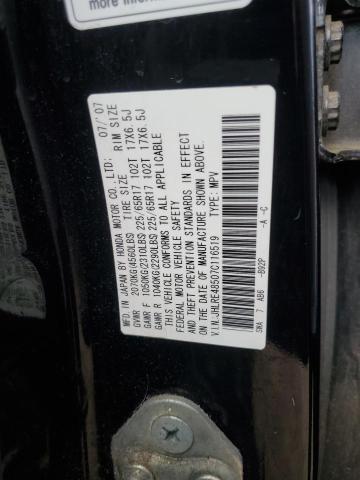 more inform
MFD. IN JAPAN BY HONDA MOTOR CO.,LTD: 07/'07
GVWR 2070KG(4560LBS) TIRE SIZE RIM SIZE
GAWR F 1050KG(2310LBS) 225/65R17 102T 17X6.5J
GAWR R 1040KG(2290LBS) 225/65R17 102T 17X6.5J
THIS VEHICLE CONFORMS TO ALL APPLICABLE
FEDERAL MOTOR VEHICLE SAFETY
AND THEFT PREVENTION STANDARDS IN EFFECT
ON THE DATE OF MANUFACTURE SHOWN ABOVE.
V.I.N.:JHLRE48507C116519 TYPE: MPV
SWA 7 AB6 -B92P -A -C